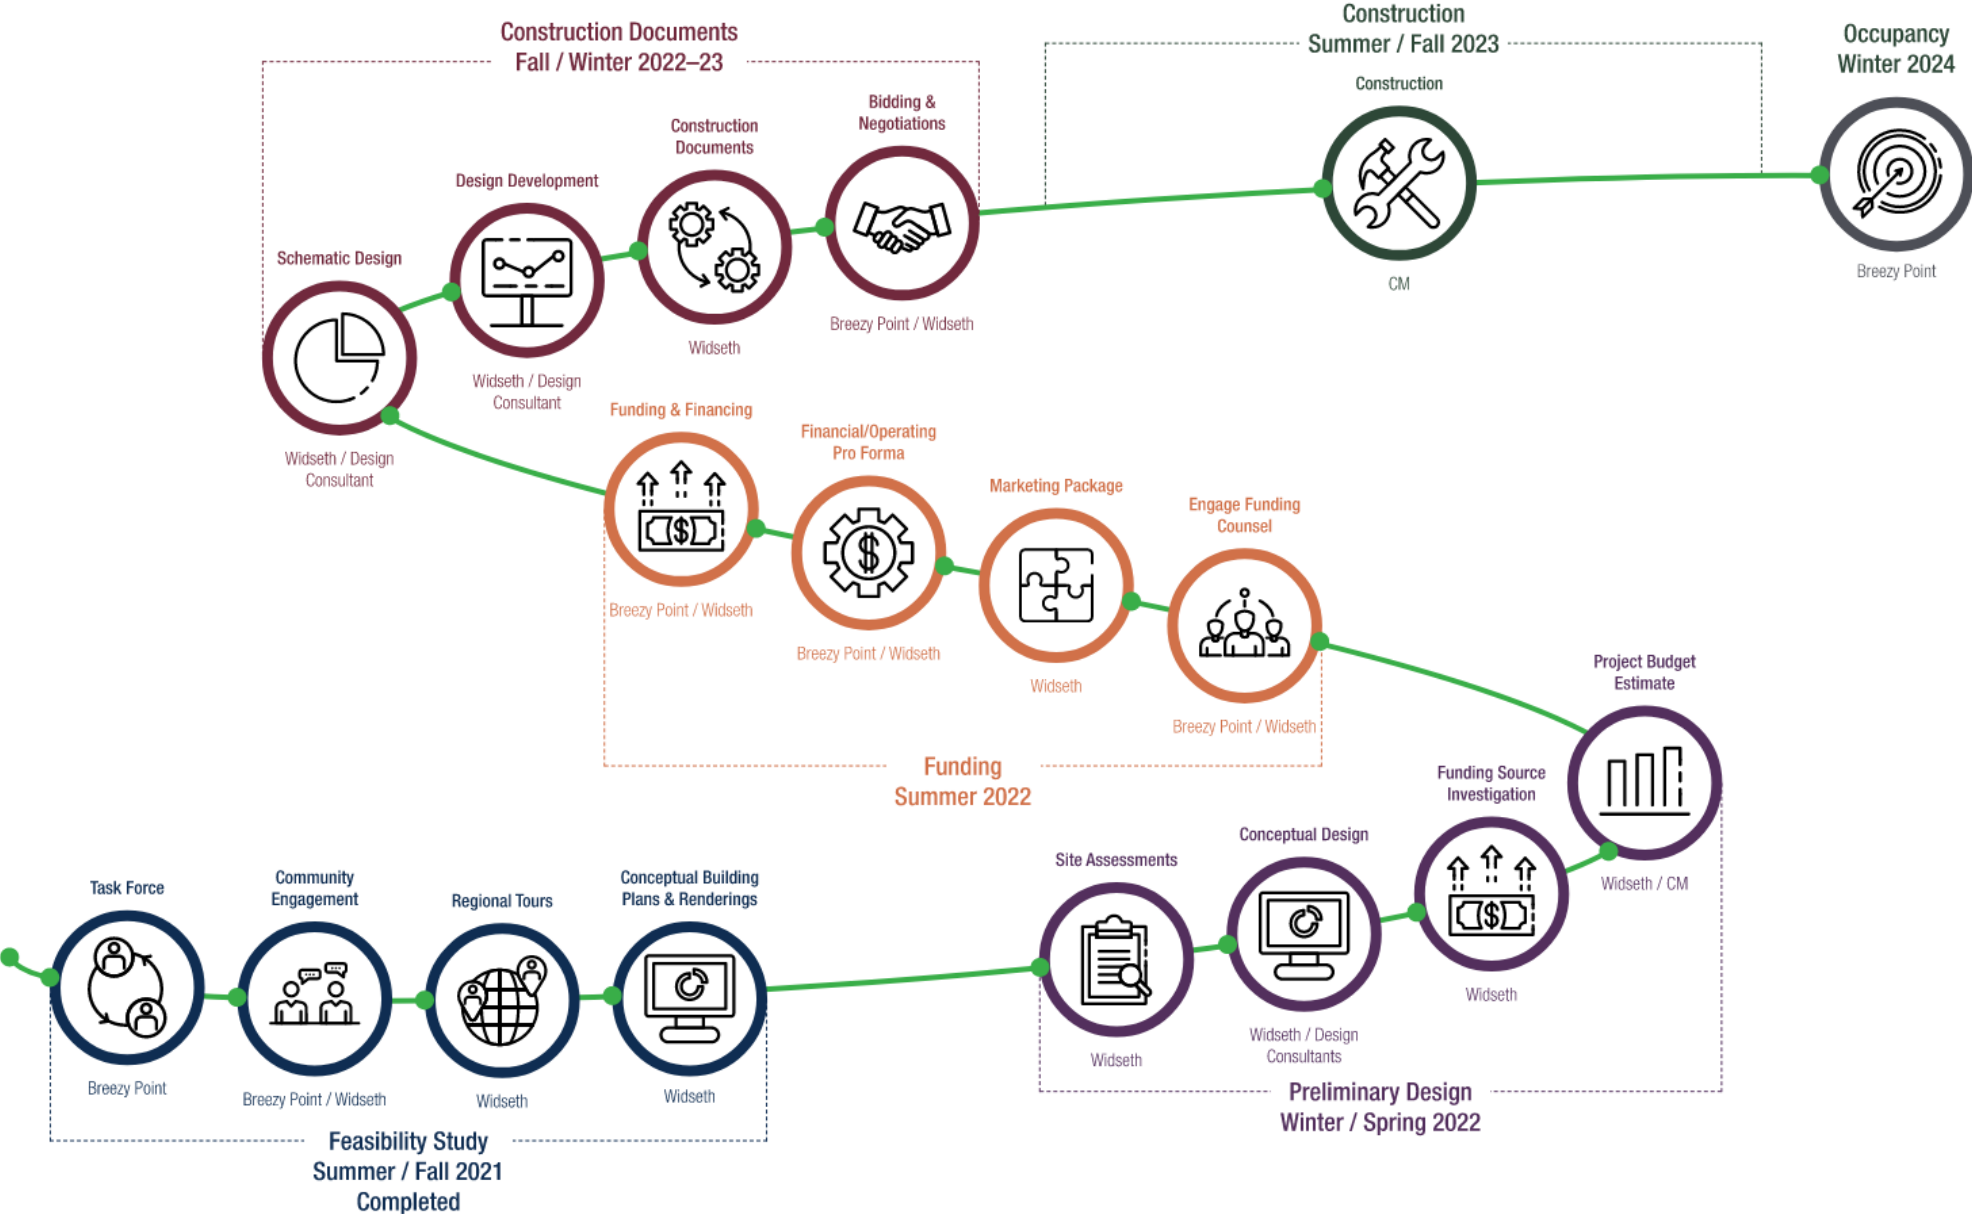 Construction Documents
Fall / Winter 2022–23
Construction
Summer / Fall 2023
Occupancy
Winter 2024
Schematic Design
Widseth / Design
Consultant
Design Development
Widseth / Design
Consultant
Construction
Documents
Widseth
Bidding &
Negotiations
Breezy Point / Widseth
Construction
CM
Breezy Point
Funding & Financing
$
Breezy Point / Widseth
Financial/Operating
Pro Forma
$
Breezy Point / Widseth
Marketing Package
Widseth
Engage Funding
Counsel
Breezy Point / Widseth
Funding
Summer 2022
Project Budget
Estimate
Widseth / CM
Funding Source
Investigation
$
Widseth
Conceptual Design
Widseth / Design
Consultants
Site Assessments
Widseth
Preliminary Design
Winter / Spring 2022
Task Force
Breezy Point
Community
Engagement
Breezy Point / Widseth
Regional Tours
Widseth
Conceptual Building
Plans & Renderings
Widseth
Feasibility Study
Summer / Fall 2021
Completed